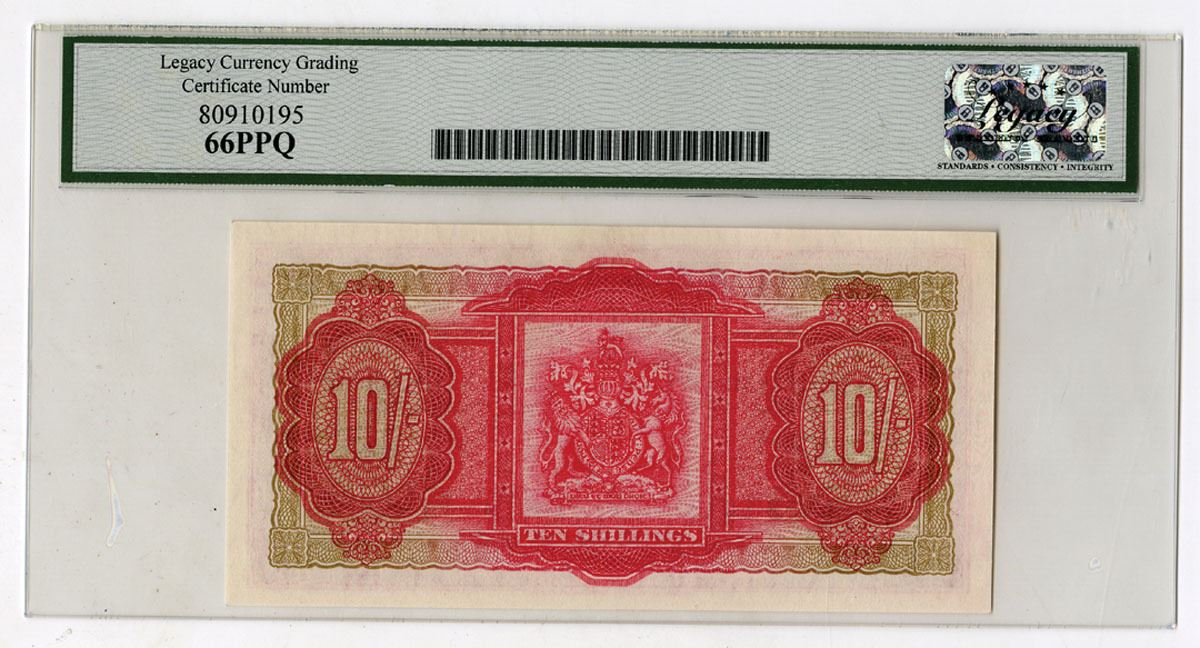 Legacy Currency Grading
Certificate Number
80910195
66PPQ
Legacy
STANDARDS • CONSISTENCY • INTEGRITY
10/-
10/-
TEN SHILLINGS